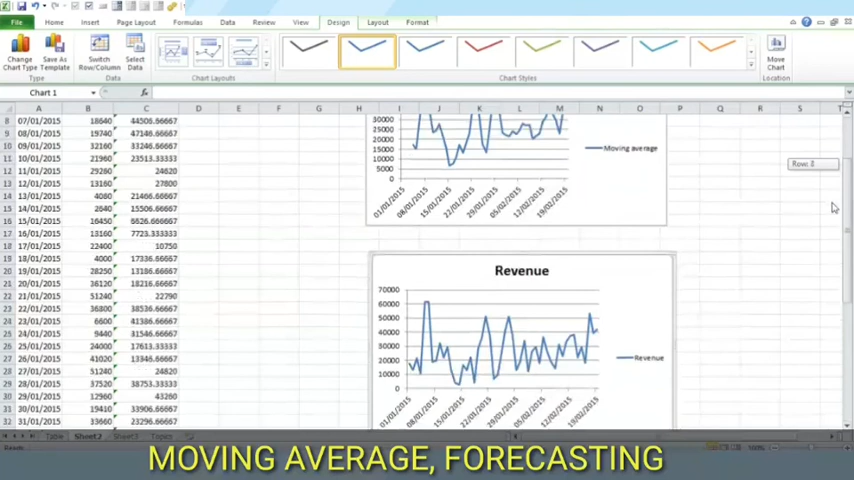 File Home Insert Page Layout Formulas Data Review View Design Layout Format
Change Chart Type Save As Template Switch Row/Column Select Data Move Chart
Type Data Chart Layouts Chart Styles Location
Chart 1 fx
A B C D E F G H I J K L M N O P Q R S T
8 07/01/2015 18640 44506.66667
9 08/01/2015 19740 47146.66667
10 09/01/2015 32160 33246.66667
11 10/01/2015 21960 23513.33333
12 11/01/2015 29280 24620
13 12/01/2015 13160 27800
14 13/01/2015 4080 21466.66667
15 14/01/2015 2640 15506.66667
16 15/01/2015 16450 6626.666667
17 16/01/2015 13160 7723.333333
18 17/01/2015 22400 10750
19 18/01/2015 4000 17336.66667
20 19/01/2015 28250 13186.66667
21 20/01/2015 36120 18216.66667
22 21/01/2015 51240 22790
23 22/01/2015 36800 38536.66667
24 23/01/2015 6600 41386.66667
25 24/01/2015 9440 31546.66667
26 25/01/2015 24000 17613.33333
27 26/01/2015 41020 13346.66667
28 27/01/2015 51240 24820
29 28/01/2015 37520 38753.33333
30 29/01/2015 12960 43260
31 30/01/2015 19410 33906.66667
32 31/01/2015 33660 23296.66667
30000
25000
20000
15000
10000
5000
0
Moving average
01/01/2015 08/01/2015 15/01/2015 22/01/2015 29/01/2015 05/02/2015 12/02/2015 19/02/2015
Row: 8
Revenue
70000
60000
50000
40000
30000
20000
10000
0
Revenue
01/01/2015 08/01/2015 15/01/2015 22/01/2015 29/01/2015 05/02/2015 12/02/2015 19/02/2015
Table Sheet2 Sheet3 Topics
100%
MOVING AVERAGE, FORECASTING